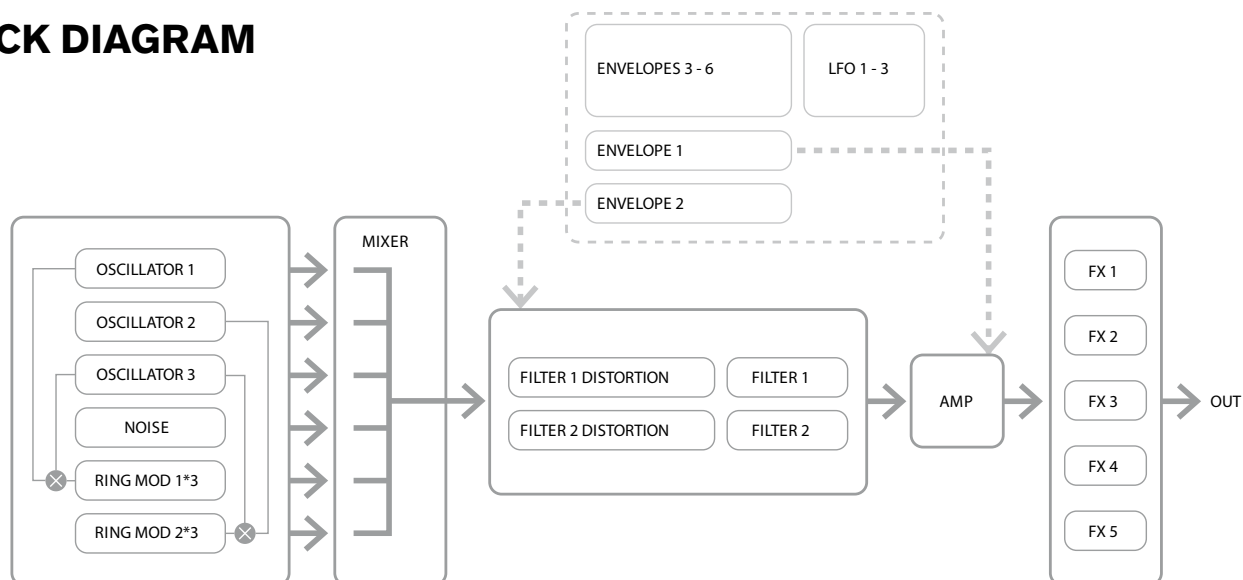 CK DIAGRAM
ENVELOPES 3 - 6
LFO 1 - 3
ENVELOPE 1
ENVELOPE 2
OSCILLATOR 1
OSCILLATOR 2
OSCILLATOR 3
NOISE
RING MOD 1*3
RING MOD 2*3
MIXER
FILTER 1 DISTORTION
FILTER 1
FILTER 2 DISTORTION
FILTER 2
AMP
FX 1
FX 2
FX 3
FX 4
FX 5
OUT